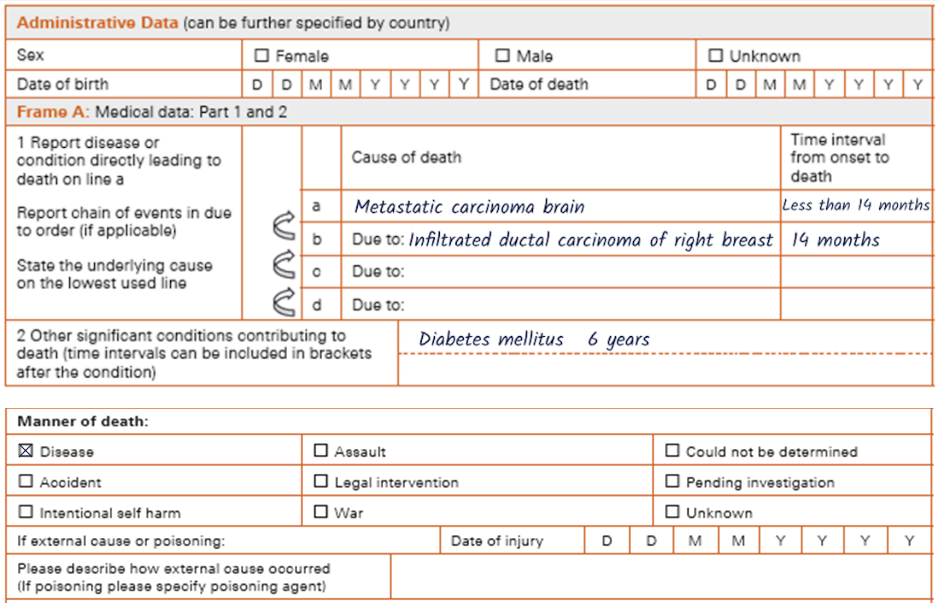 Administrative Data (can be further specified by country)
Sex ☐ Female ☐ Male ☐ Unknown
Date of birth D D M M Y Y Y Y Date of death D D M M Y Y Y Y
Frame A: Medical data: Part 1 and 2
1 Report disease or condition directly leading to death on line a
Report chain of events in due to order (if applicable)
State the underlying cause on the lowest used line
Cause of death
Time interval from onset to death
a Metastatic carcinoma brain Less than 14 months
b Due to: Infiltrated ductal carcinoma of right breast 14 months
c Due to:
d Due to:
2 Other significant conditions contributing to death (time intervals can be included in brackets after the condition)
Diabetes mellitus 6 years
Manner of death:
☒ Disease ☐ Assault ☐ Could not be determined
☐ Accident ☐ Legal intervention ☐ Pending investigation
☐ Intentional self harm ☐ War ☐ Unknown
If external cause or poisoning: Date of injury D D M M Y Y Y Y
Please describe how external cause occurred
(If poisoning please specify poisoning agent)